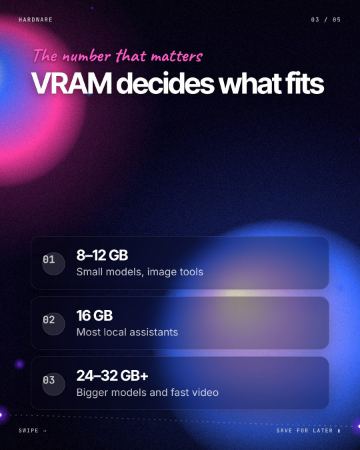 HARDWARE
03 / 05
The number that matters
VRAM decides what fits
01
8–12 GB
Small models, image tools
02
16 GB
Most local assistants
03
24–32 GB+
Bigger models and fast video
SWIPE →
SAVE FOR LATER